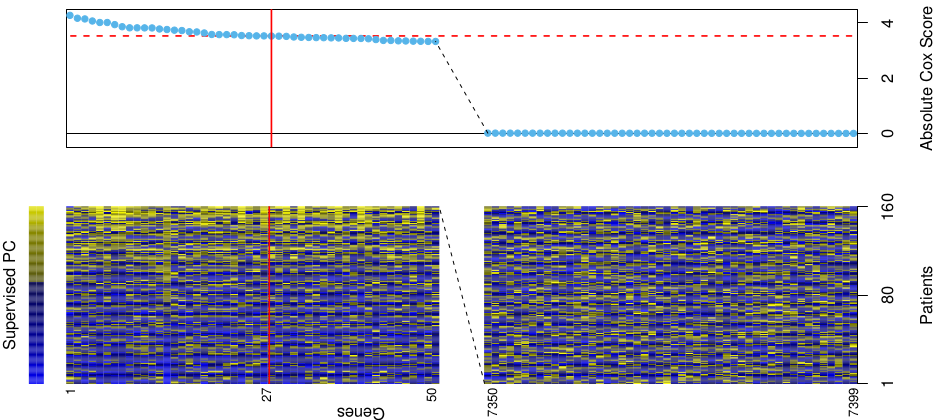 Absolute Cox Score
0
2
4
Supervised PC
Patients
1
80
160
Genes
1
27
50
7350
7399